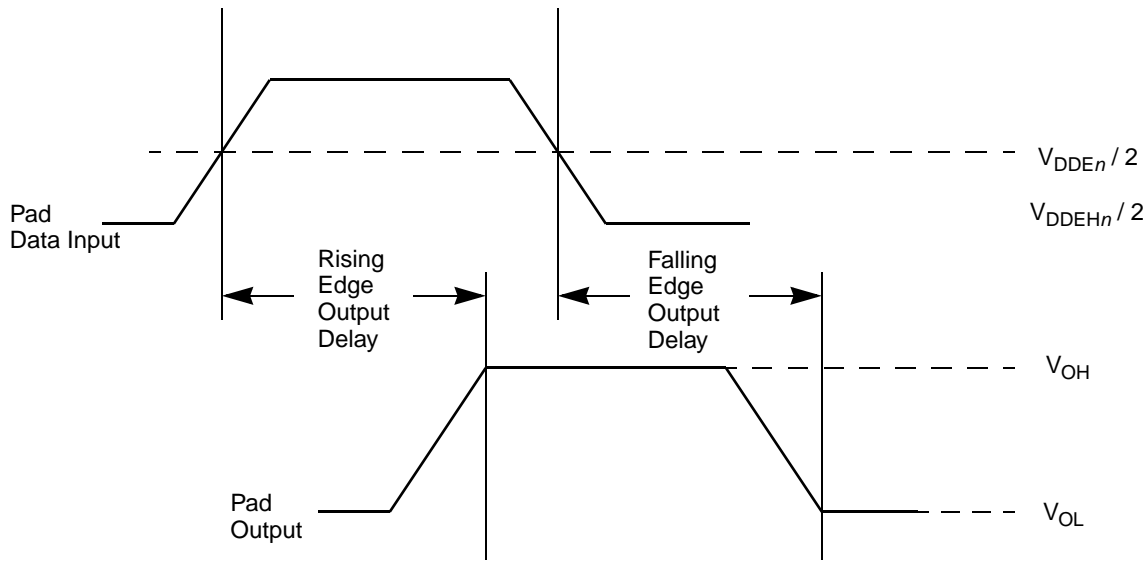 V_DDEn / 2
Pad
Data Input
V_DDEHn / 2
Rising
Edge
Output
Delay
Falling
Edge
Output
Delay
V_OH
Pad
Output
V_OL